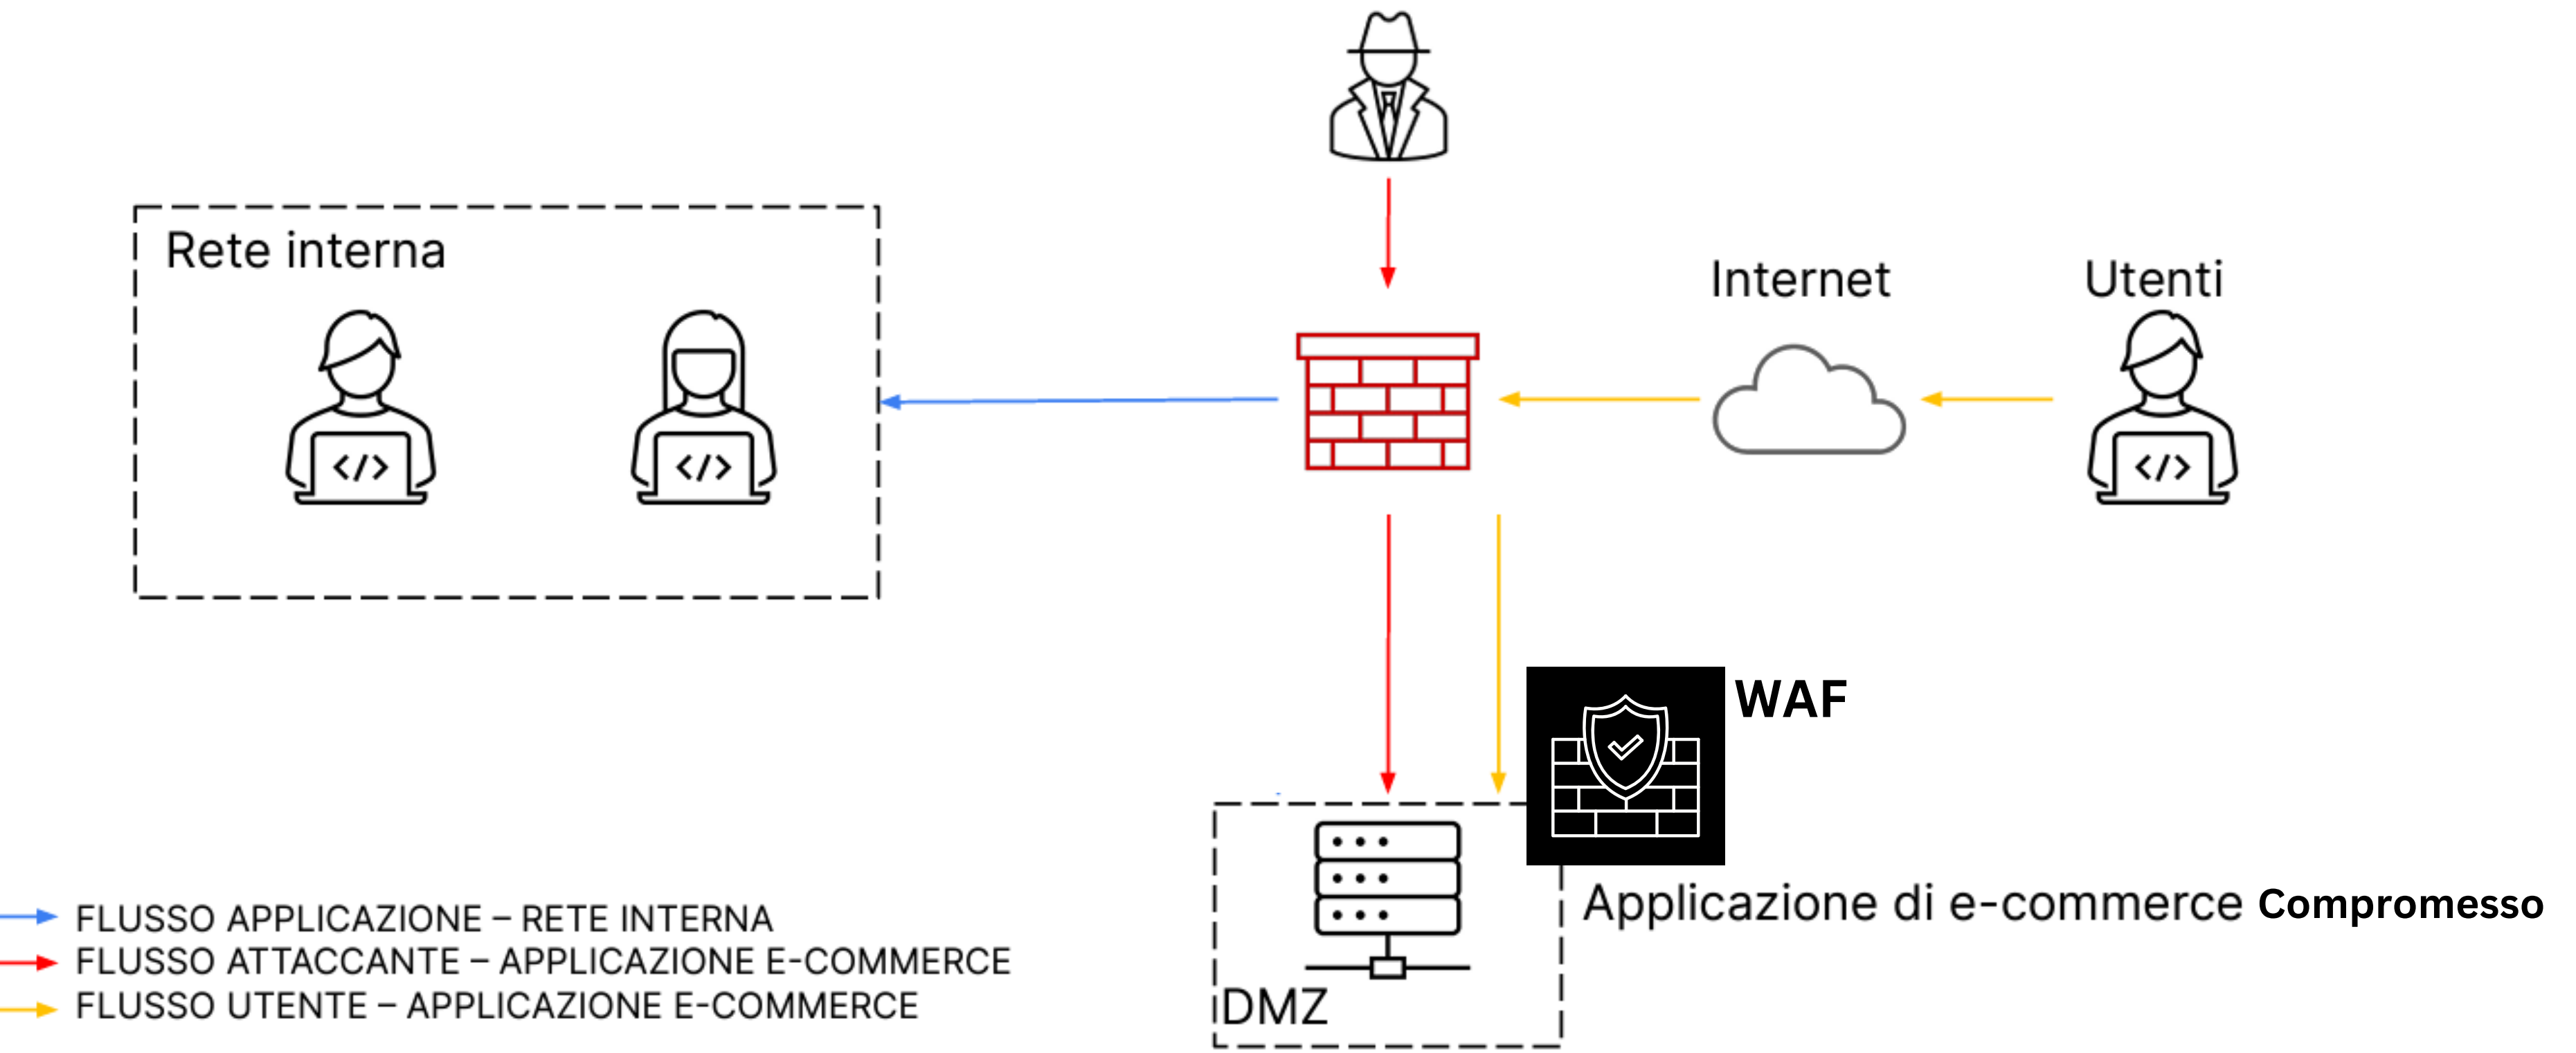 Rete interna
Internet
Utenti
</>
</>
</>
WAF
Applicazione di e-commerce Compromesso
DMZ
FLUSSO APPLICAZIONE – RETE INTERNA
FLUSSO ATTACCANTE – APPLICAZIONE E-COMMERCE
FLUSSO UTENTE – APPLICAZIONE E-COMMERCE